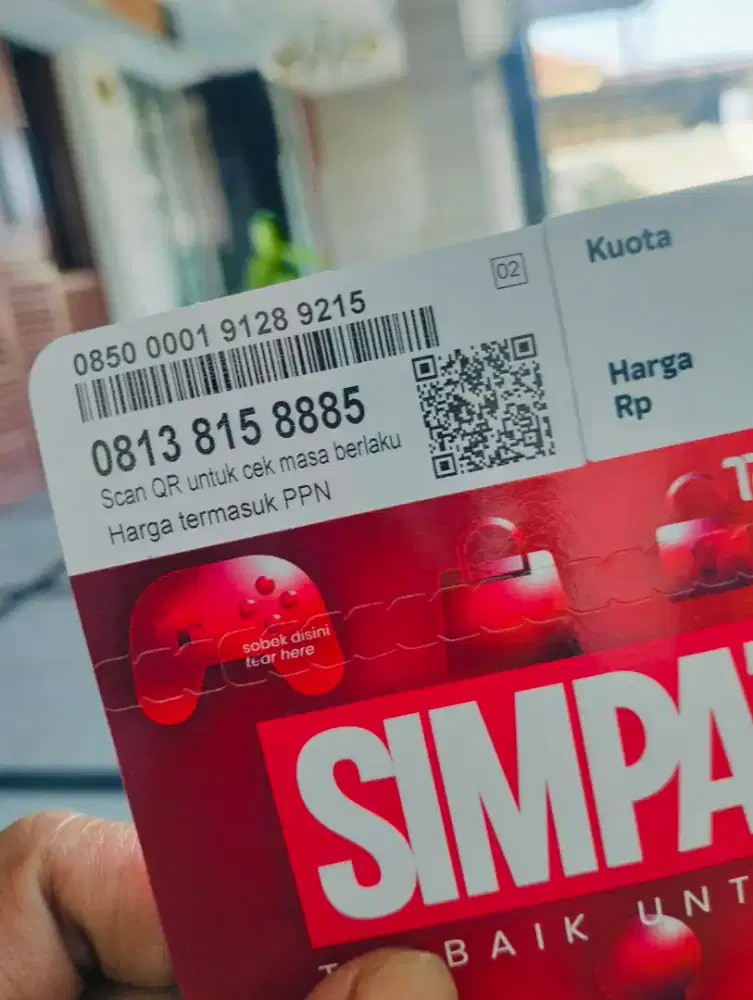 0850 0001 9128 9215
02
0813 815 8885
Scan QR untuk cek masa berlaku
Harga termasuk PPN
Kuota
Harga
Rp
sobek disini
tear here
SIMPA
BAIK UNT